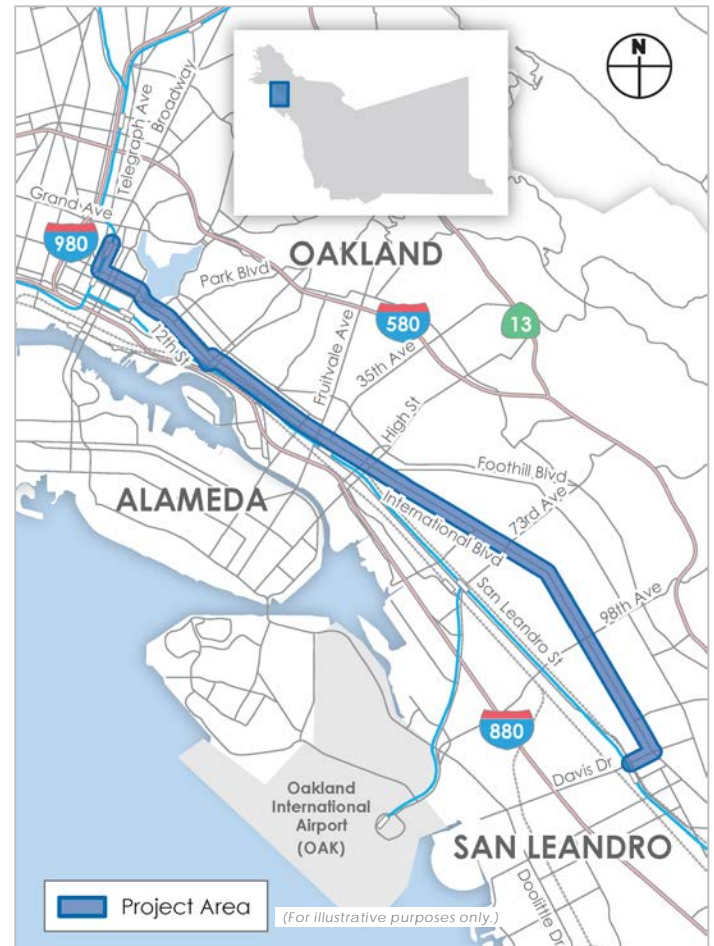 N
Telegraph Ave
Broadway
Grand Ave
980
OAKLAND
Park Blvd
12th St
Fruitvale Ave
580
13
35th Ave
High St
Foothill Blvd
ALAMEDA
International Blvd
73rd Ave
San Leandro St
98th Ave
880
Davis Dr
Oakland
International
Airport
(OAK)
SAN LEANDRO
Doolittle Dr
Project Area
(For illustrative purposes only.)